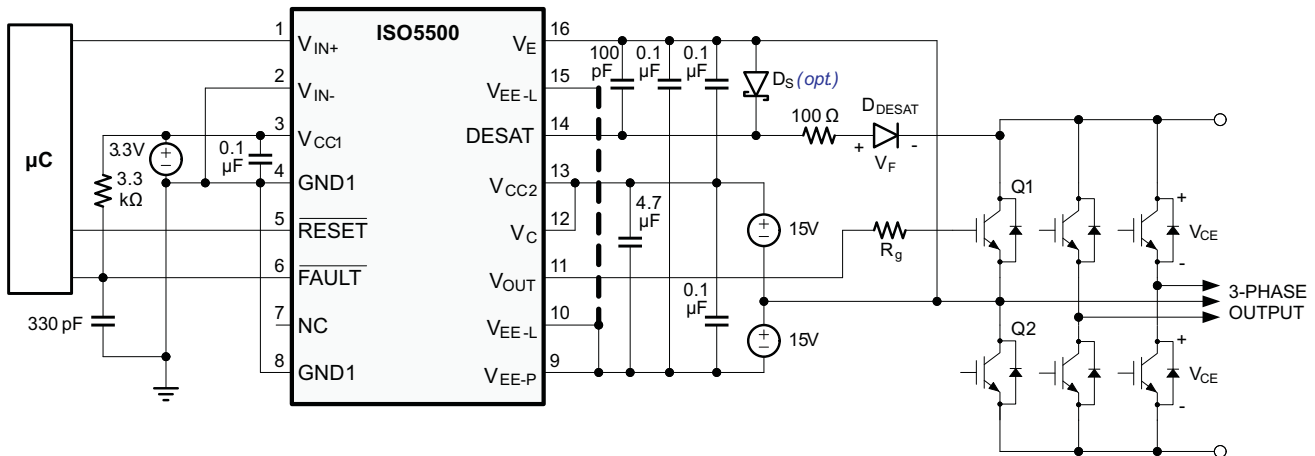 ISO5500
µC
1
V_IN+
2
V_IN-
3
V_CC1
4
GND1
5
RESET
6
FAULT
7
NC
8
GND1
16
V_E
15
V_EE-L
14
DESAT
13
V_CC2
12
V_C
11
V_OUT
10
V_EE-L
9
V_EE-P
3.3V
+
-
0.1
µF
3.3
kΩ
330 pF
100
pF
0.1
µF
0.1
µF
D_S (opt.)
100 Ω
D_DESAT
+
V_F
-
4.7
µF
+
-
15V
R_g
0.1
µF
+
-
15V
Q1
+
V_CE
-
3-PHASE
OUTPUT
Q2
+
V_CE
-